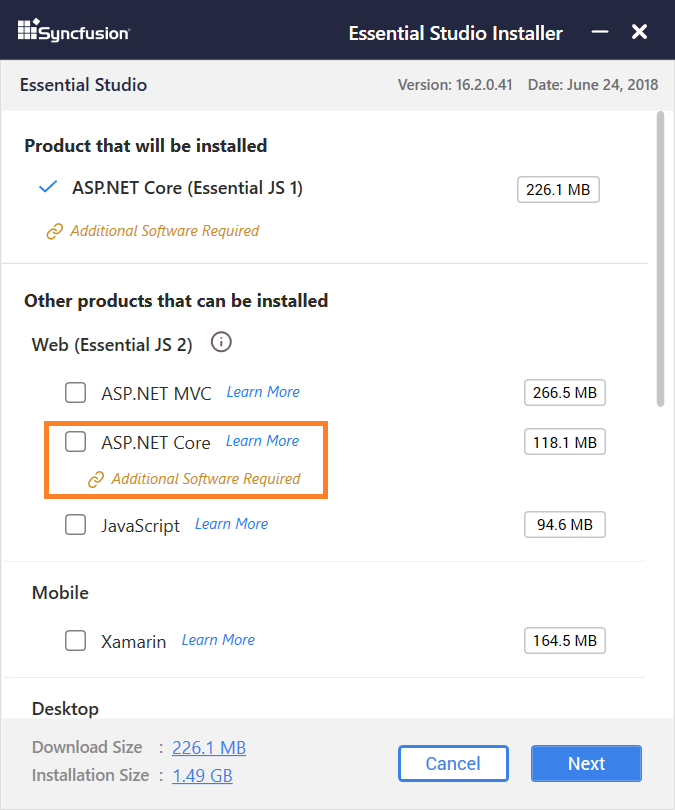 Syncfusion
Essential Studio Installer
Essential Studio
Version: 16.2.0.41 Date: June 24, 2018
Product that will be installed
ASP.NET Core (Essential JS 1) 226.1 MB
Additional Software Required
Other products that can be installed
Web (Essential JS 2)
ASP.NET MVC Learn More 266.5 MB
ASP.NET Core Learn More 118.1 MB
Additional Software Required
JavaScript Learn More 94.6 MB
Mobile
Xamarin Learn More 164.5 MB
Desktop
Download Size : 226.1 MB
Installation Size : 1.49 GB
Cancel Next